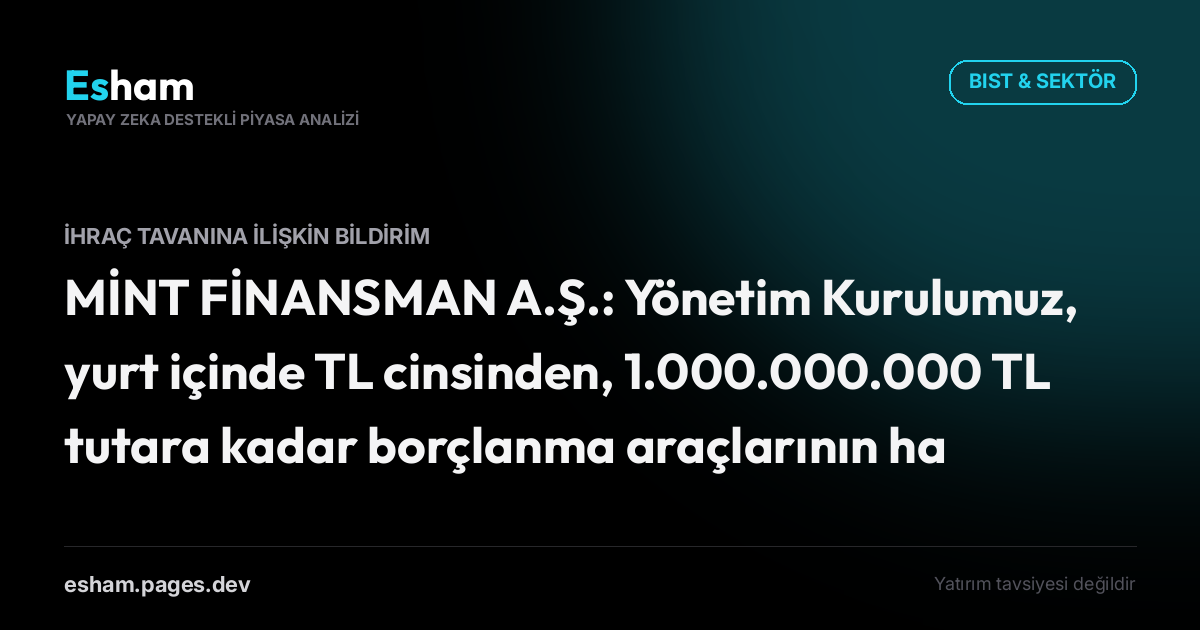 Esham
YAPAY ZEKA DESTEKLİ PİYASA ANALİZİ
BIST & SEKTÖR
İHRAÇ TAVANINA İLİŞKİN BİLDİRİM
MİNT FİNANSMAN A.Ş.: Yönetim Kurulumuz,
yurt içinde TL cinsinden, 1.000.000.000 TL
tutara kadar borçlanma araçlarının ha
esham.pages.dev
Yatırım tavsiyesi değildir